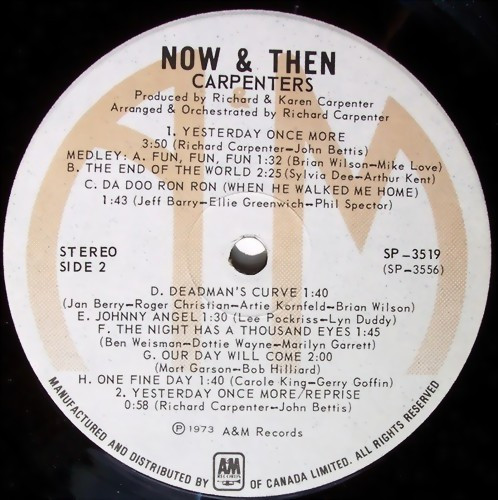 NOW & THEN
CARPENTERS
Produced by Richard & Karen Carpenter
Arranged & Orchestrated by Richard Carpenter
1. YESTERDAY ONCE MORE
3:50 (Richard Carpenter-John Bettis)
MEDLEY: A. FUN, FUN, FUN 1:32 (Brian Wilson-Mike Love)
B. THE END OF THE WORLD 2:25 (Sylvia Dee-Arthur Kent)
C. DA DOO RON RON (WHEN HE WALKED ME HOME)
1:43 (Jeff Barry-Ellie Greenwich-Phil Spector)
STEREO
SIDE 2
SP-3519
(SP-3556)
D. DEADMAN'S CURVE 1:40
(Jan Berry-Roger Christian-Artie Kornfeld-Brian Wilson)
E. JOHNNY ANGEL 1:30 (Lee Pockriss-Lyn Duddy)
F. THE NIGHT HAS A THOUSAND EYES 1:45
(Ben Weisman-Dottie Wayne-Marilyn Garrett)
G. OUR DAY WILL COME 2:00
(Mort Garson-Bob Hilliard)
H. ONE FINE DAY 1:40 (Carole King-Gerry Goffin)
2. YESTERDAY ONCE MORE/REPRISE
0:58 (Richard Carpenter-John Bettis)
℗ 1973 A&M Records
MANUFACTURED AND DISTRIBUTED BY A&M RECORDS OF CANADA LIMITED. ALL RIGHTS RESERVED